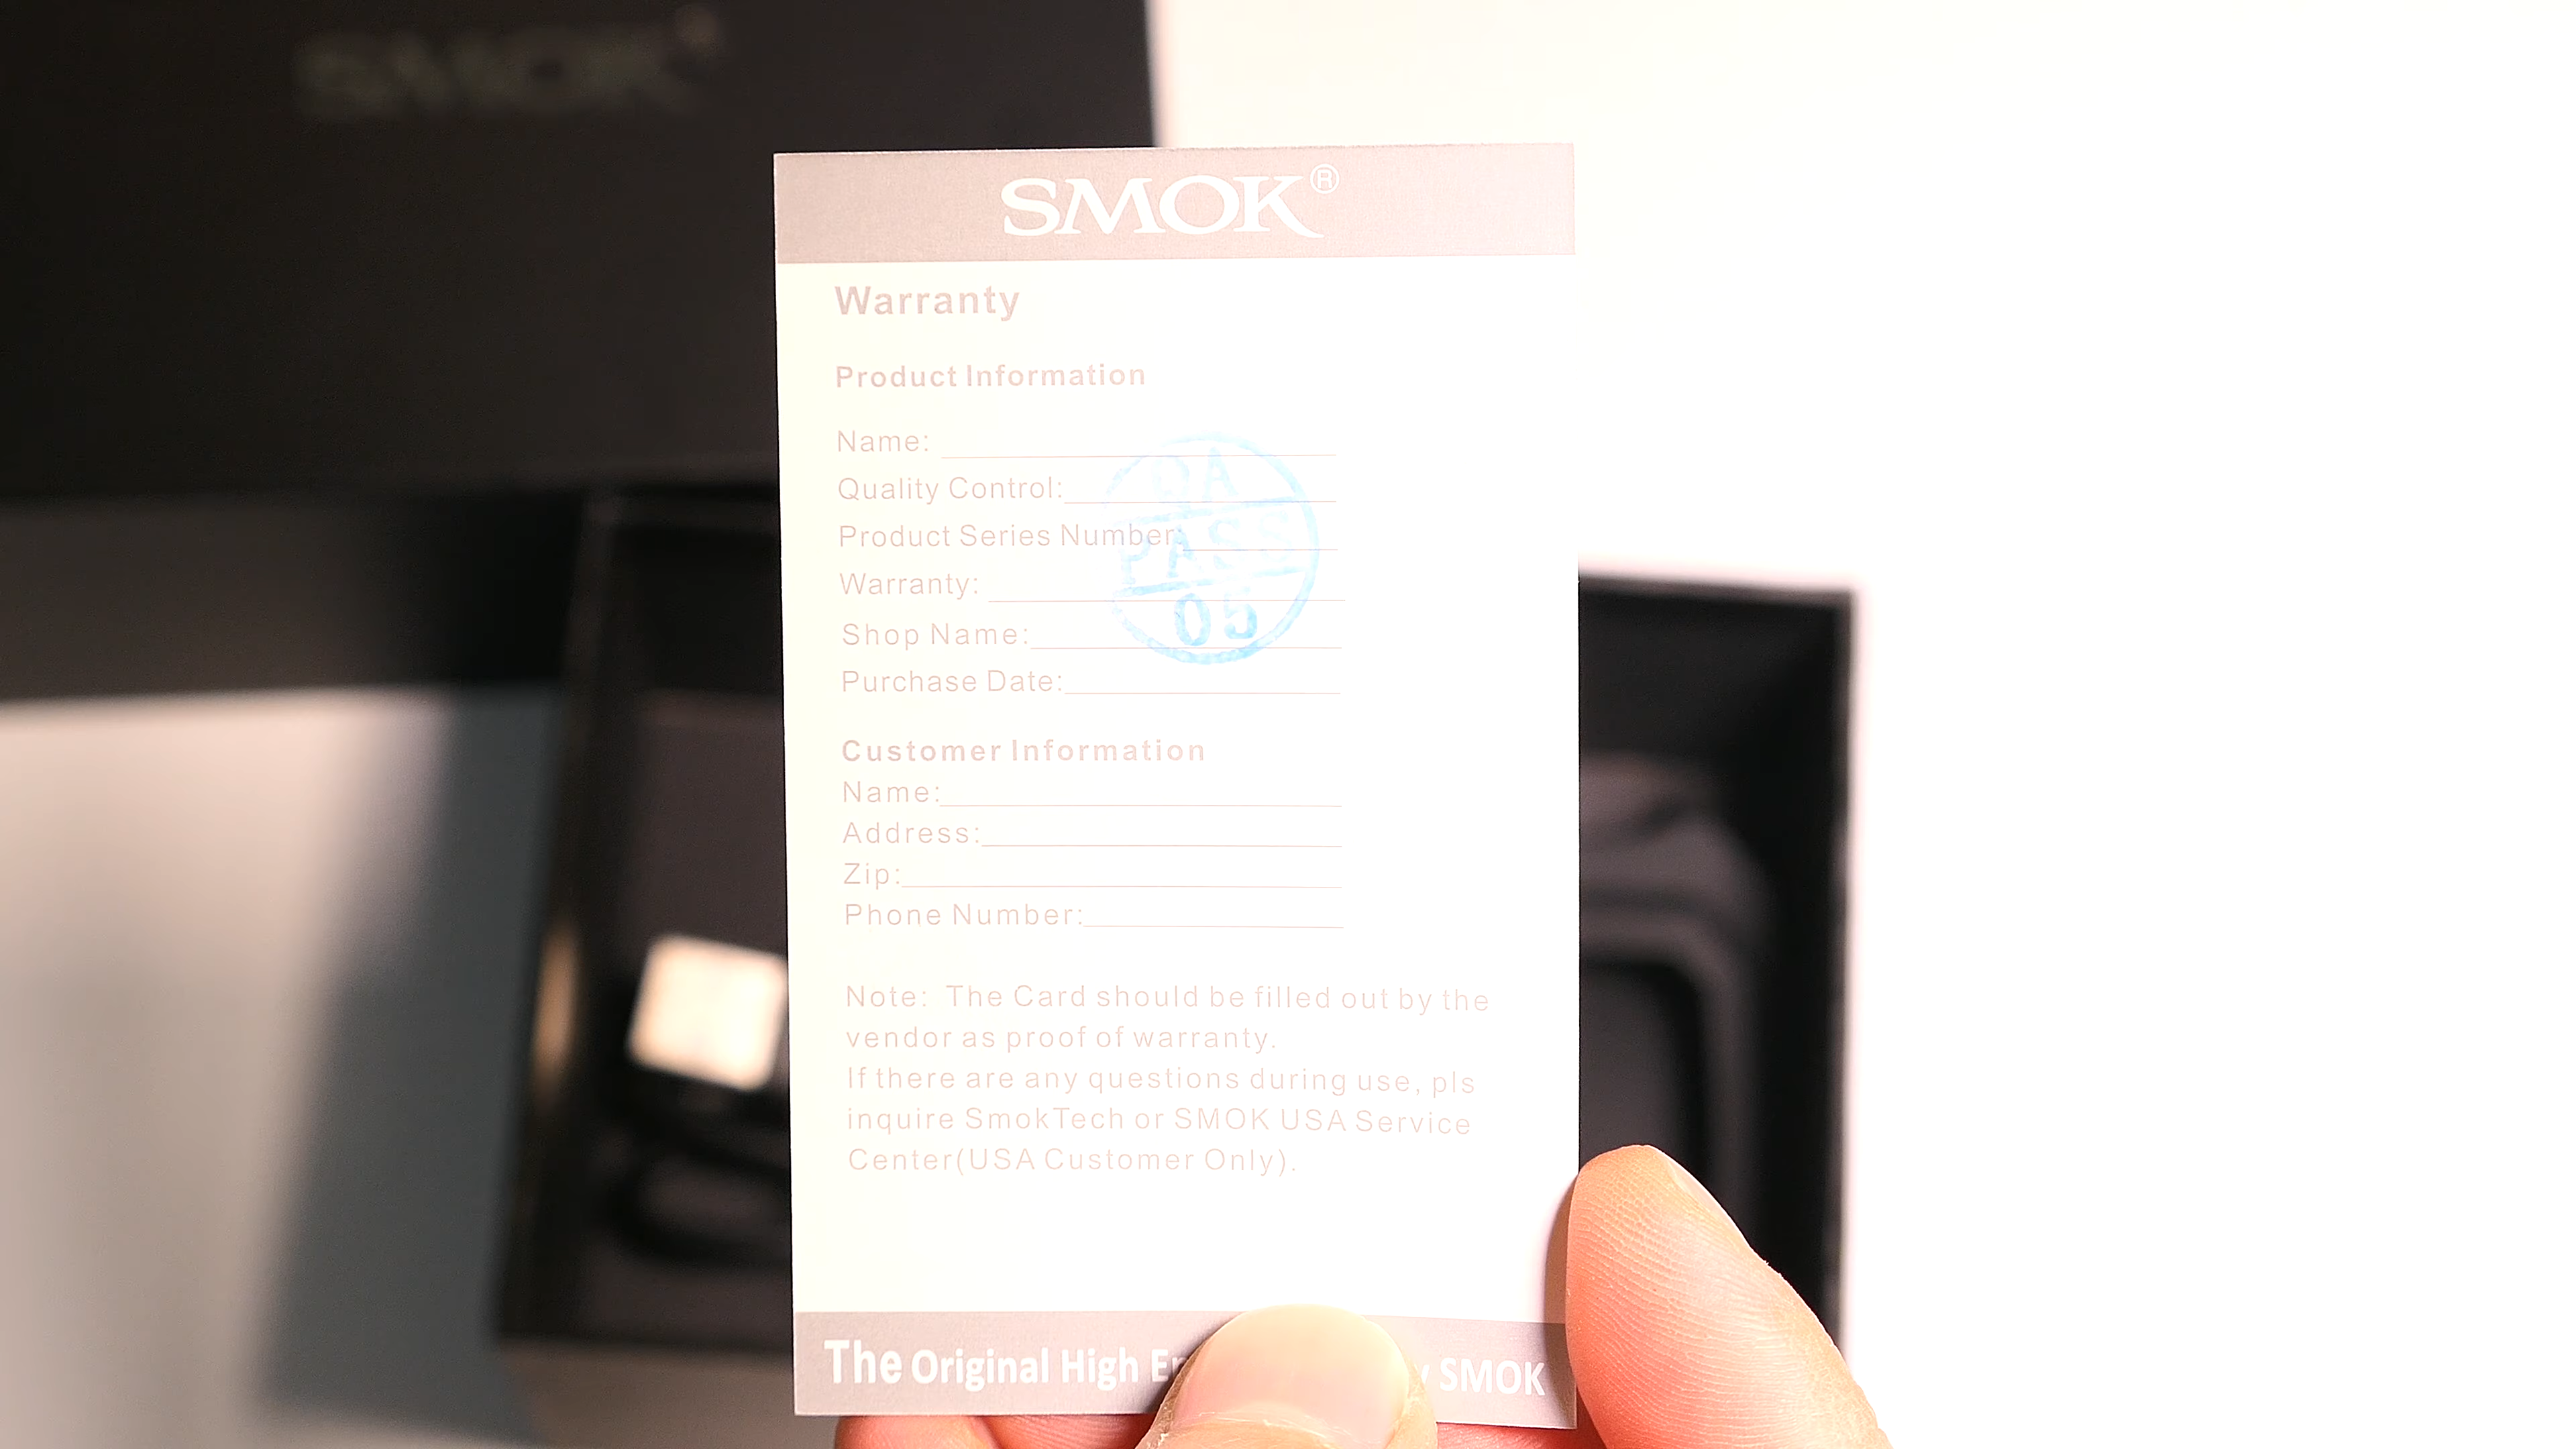 SMOK
SMOK®
Warranty
Product Information
Name:
Quality Control:
Product Series Number:
Warranty:
Shop Name:
Purchase Date:
QA
PASS
05
Customer Information
Name:
Address:
Zip:
Phone Number:
Note: The Card should be filled out by the
vendor as proof of warranty.
If there are any questions during use, pls
inquire SmokTech or SMOK USA Service
Center(USA Customer Only).
The Original High SMOK